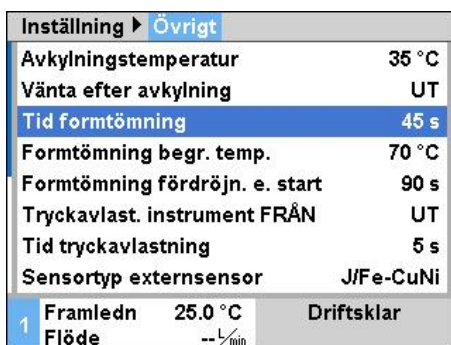 Inställning ▶ Övrigt
Avkylningstemperatur 35 °C
Vänta efter avkylning UT
Tid formtömning 45 s
Formtömning begr. temp. 70 °C
Formtömning fördröjn. e. start 90 s
Tryckavlast. instrument FRÅN UT
Tid tryckavlastning 5 s
Sensortyp externsensor J/Fe-CuNi
1 Framledn 25.0 °C Driftsklar
Flöde -- L/min